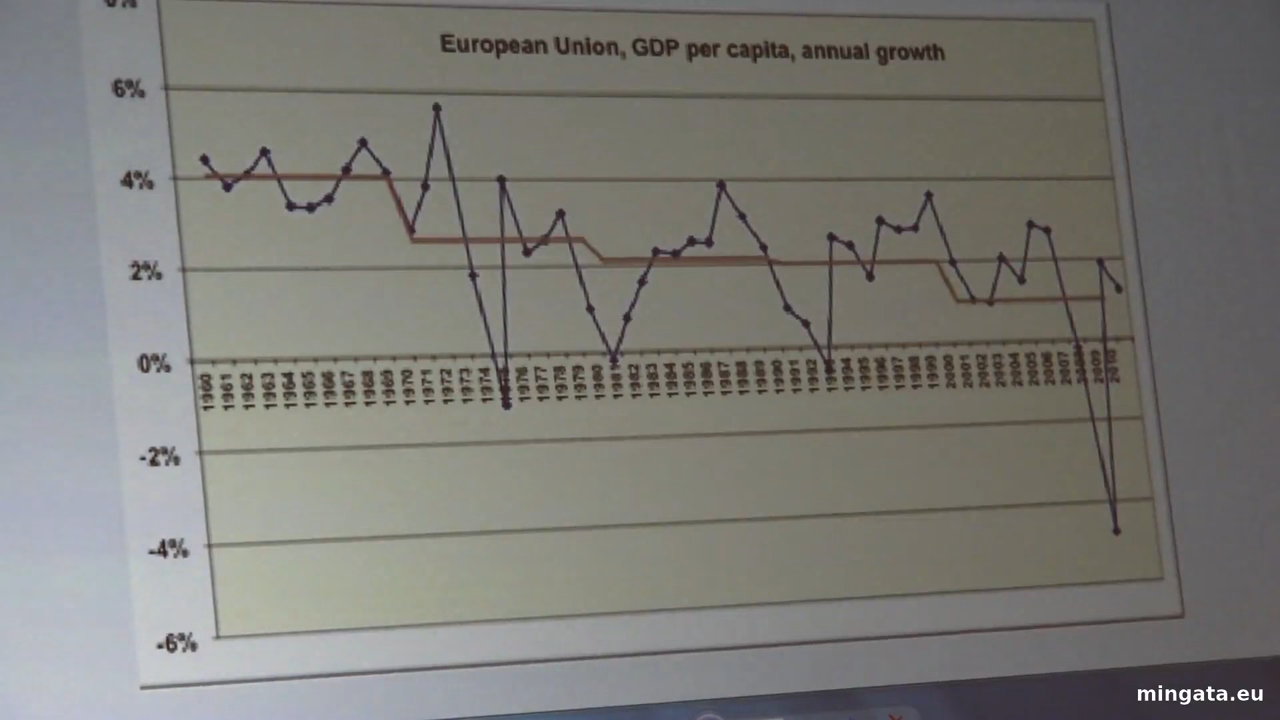 European Union, GDP per capita, annual growth
6%
4%
2%
0%
1960 1961 1962 1963 1964 1965 1966 1967 1968 1969 1970 1971 1972 1973 1974 1976 1977 1978 1979 1980 1981 1982 1983 1984 1985 1986 1987 1988 1989 1990 1991 1992 1994 1995 1996 1997 1998 1999 2000 2001 2002 2003 2004 2005 2006 2007 2009 2010
-2%
-4%
-6%
mingata.eu